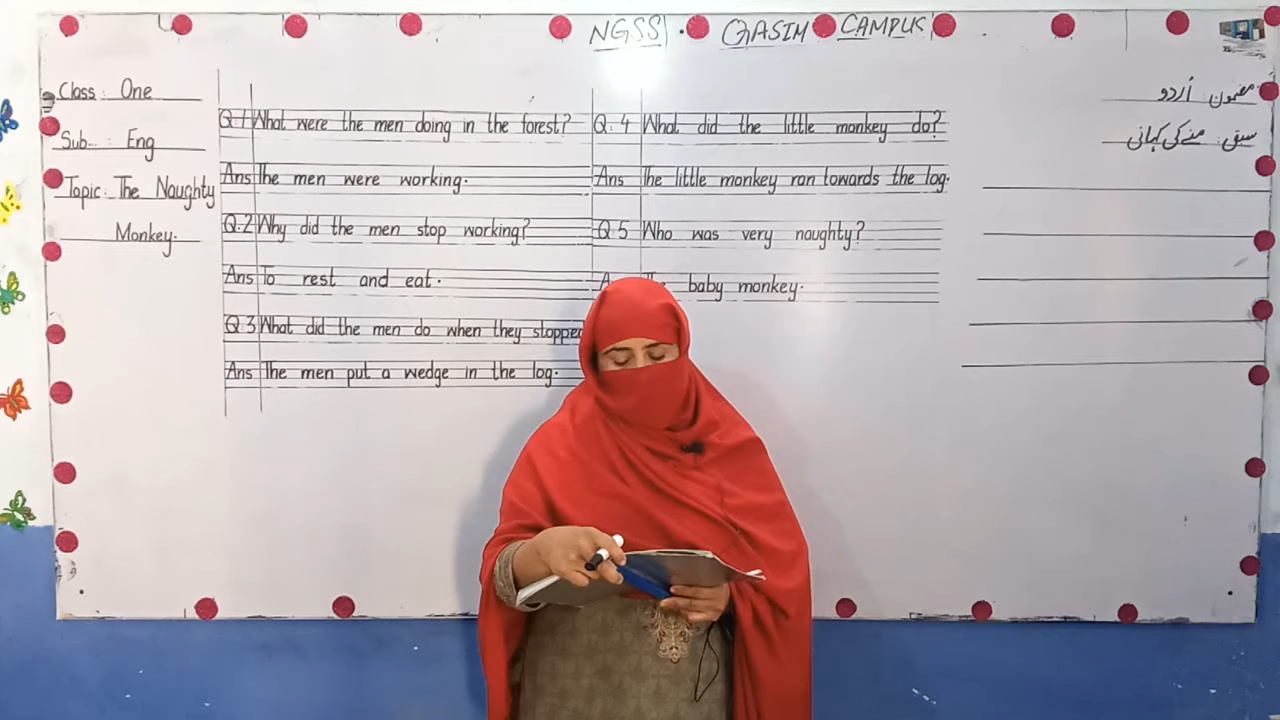 NGSS. QASIM CAMPUS
Class: One
Sub... Eng
Topic: The Naughty
Monkey.
Q.1 What were the men doing in the forest?
Ans The men were working.
Q.2 Why did the men stop working?
Ans To rest and eat.
Q.3 What did the men do when they stopped
Ans The men put a wedge in the log.
Q.4 What did the little monkey do?
Ans The little monkey ran towards the log.
Q.5 Who was very naughty?
baby monkey.
مضمون اُردو
سبق: منے کی کہانی